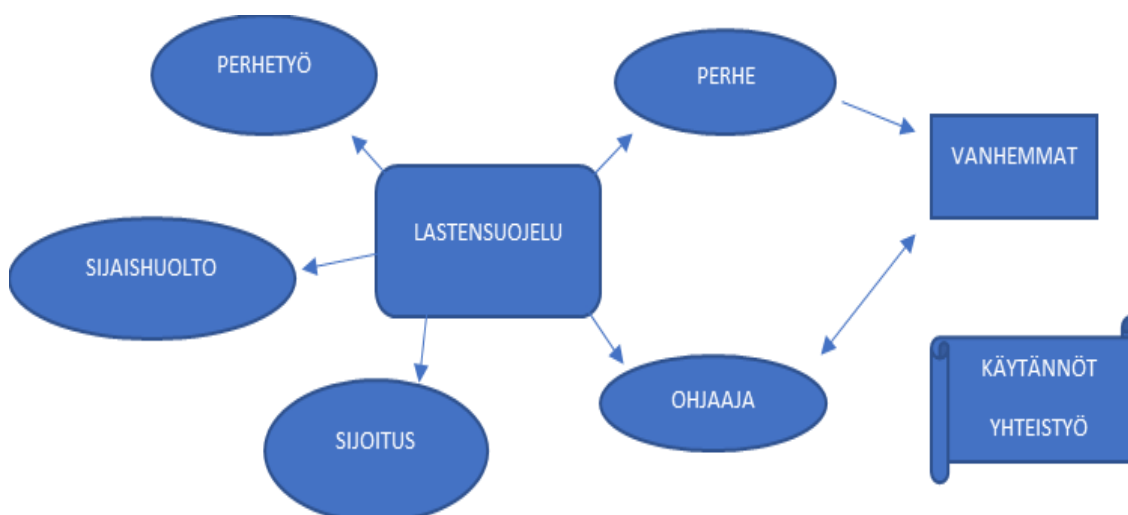 PERHETYÖ
PERHE
VANHEMMAT
LASTENSUOJELU
SIJAISHUOLTO
KÄYTÄNNÖT
YHTEISTYÖ
OHJAAJA
SIJOITUS